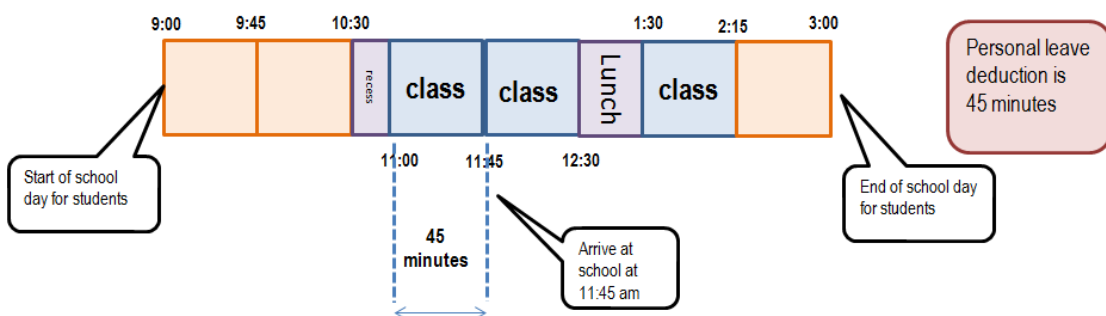 9:00 9:45 10:30 1:30 2:15 3:00
recess
class
class
Lunch
class
11:00 11:45 12:30
Start of school
day for students
45
minutes
Arrive at
school at
11:45 am
End of school day
for students
Personal leave
deduction is
45 minutes